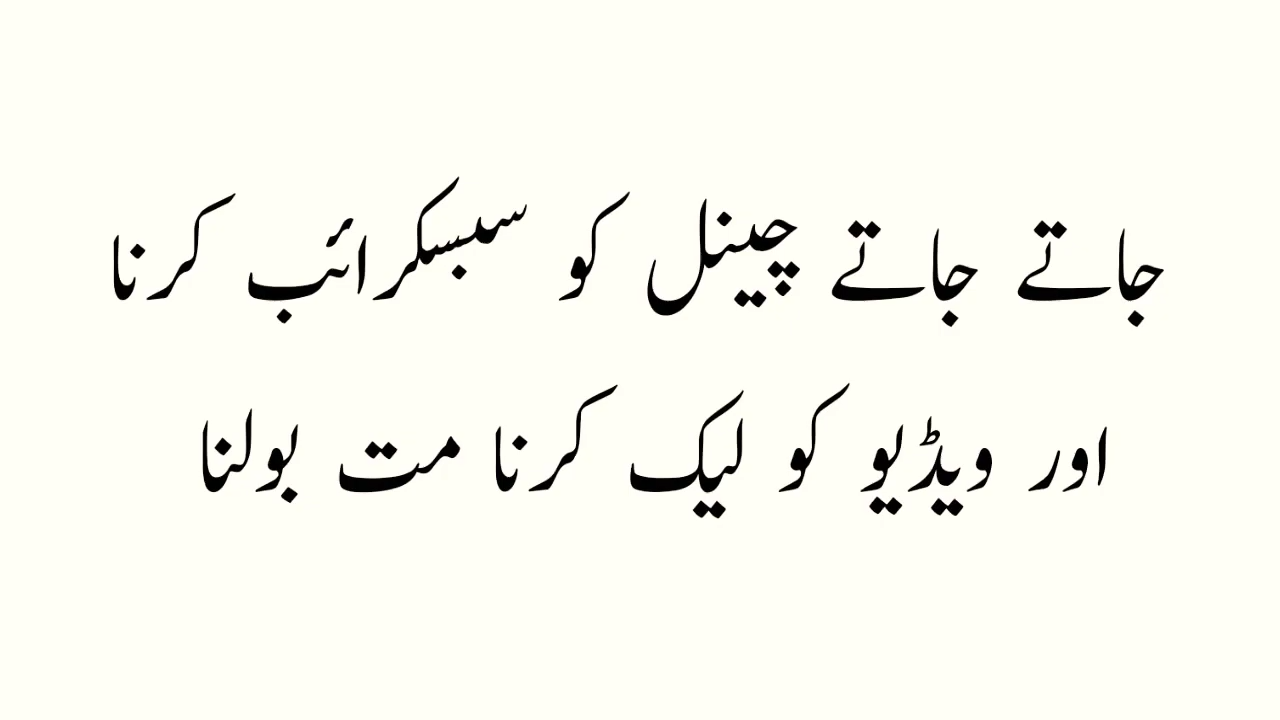 جاتے جاتے چینل کو سبسکرائب کرنا
اور ویڈیو کو لیک کرنا مت بولنا